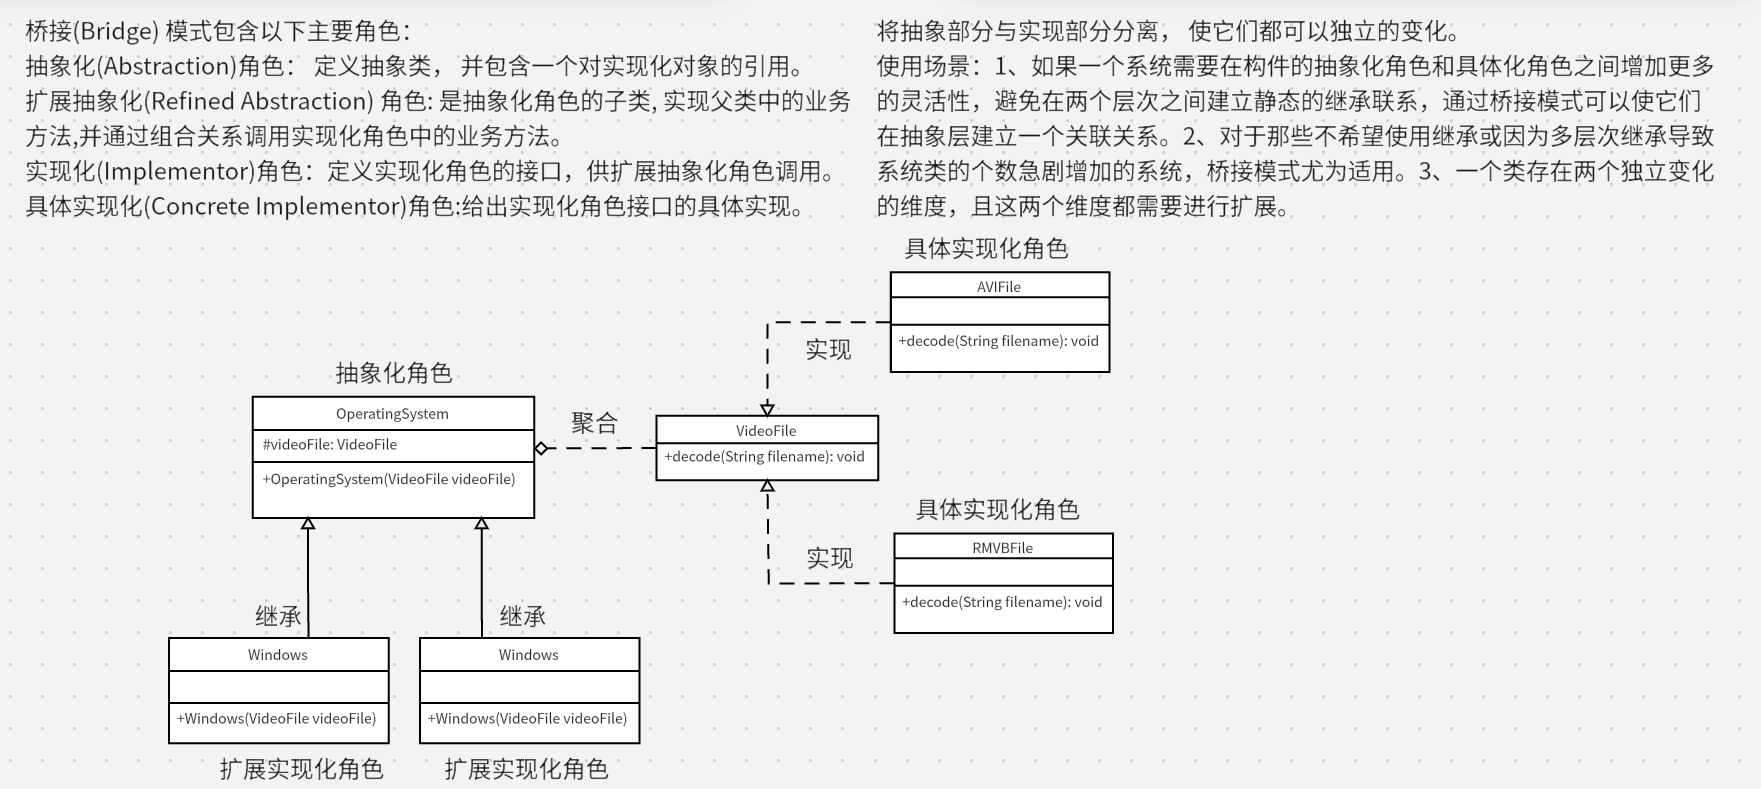 桥接(Bridge) 模式包含以下主要角色：
抽象化(Abstraction)角色： 定义抽象类， 并包含一个对实现化对象的引用。
扩展抽象化(Refined Abstraction) 角色: 是抽象化角色的子类, 实现父类中的业务
方法,并通过组合关系调用实现化角色中的业务方法。
实现化(Implementor)角色：定义实现化角色的接口，供扩展抽象化角色调用。
具体实现化(Concrete Implementor)角色:给出实现化角色接口的具体实现。
将抽象部分与实现部分分离， 使它们都可以独立的变化。
使用场景：1、如果一个系统需要在构件的抽象化角色和具体化角色之间增加更多
的灵活性，避免在两个层次之间建立静态的继承联系，通过桥接模式可以使它们
在抽象层建立一个关联关系。2、对于那些不希望使用继承或因为多层次继承导致
系统类的个数急剧增加的系统，桥接模式尤为适用。3、一个类存在两个独立变化
的维度，且这两个维度都需要进行扩展。
具体实现化角色
AVIFile
+decode(String filename): void
实现
抽象化角色
OperatingSystem
#videoFile: VideoFile
+OperatingSystem(VideoFile videoFile)
聚合
VideoFile
+decode(String filename): void
具体实现化角色
RMVBFile
+decode(String filename): void
实现
继承
继承
Windows
+Windows(VideoFile videoFile)
Windows
+Windows(VideoFile videoFile)
扩展实现化角色
扩展实现化角色